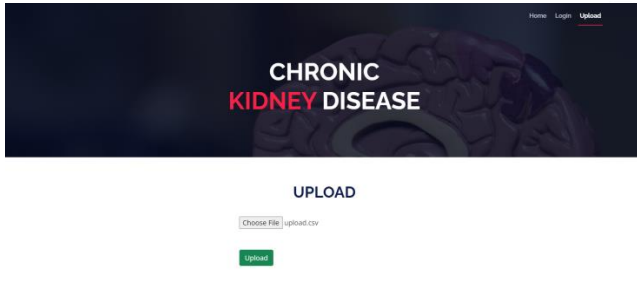 Home Login Upload
CHRONIC
KIDNEY DISEASE
UPLOAD
Choose File upload.csv
Upload